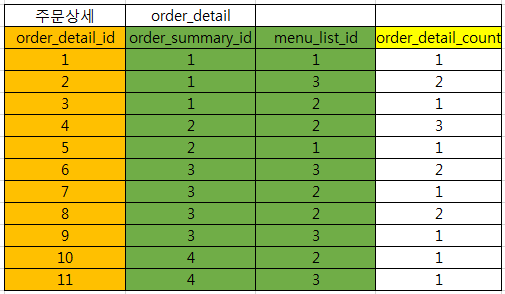 주문상세 order_detail
order_detail_id order_summary_id menu_list_id order_detail_count
1 1 1 1
2 1 3 2
3 1 2 1
4 2 2 3
5 2 1 1
6 3 3 2
7 3 2 1
8 3 2 2
9 3 3 1
10 4 2 1
11 4 3 1